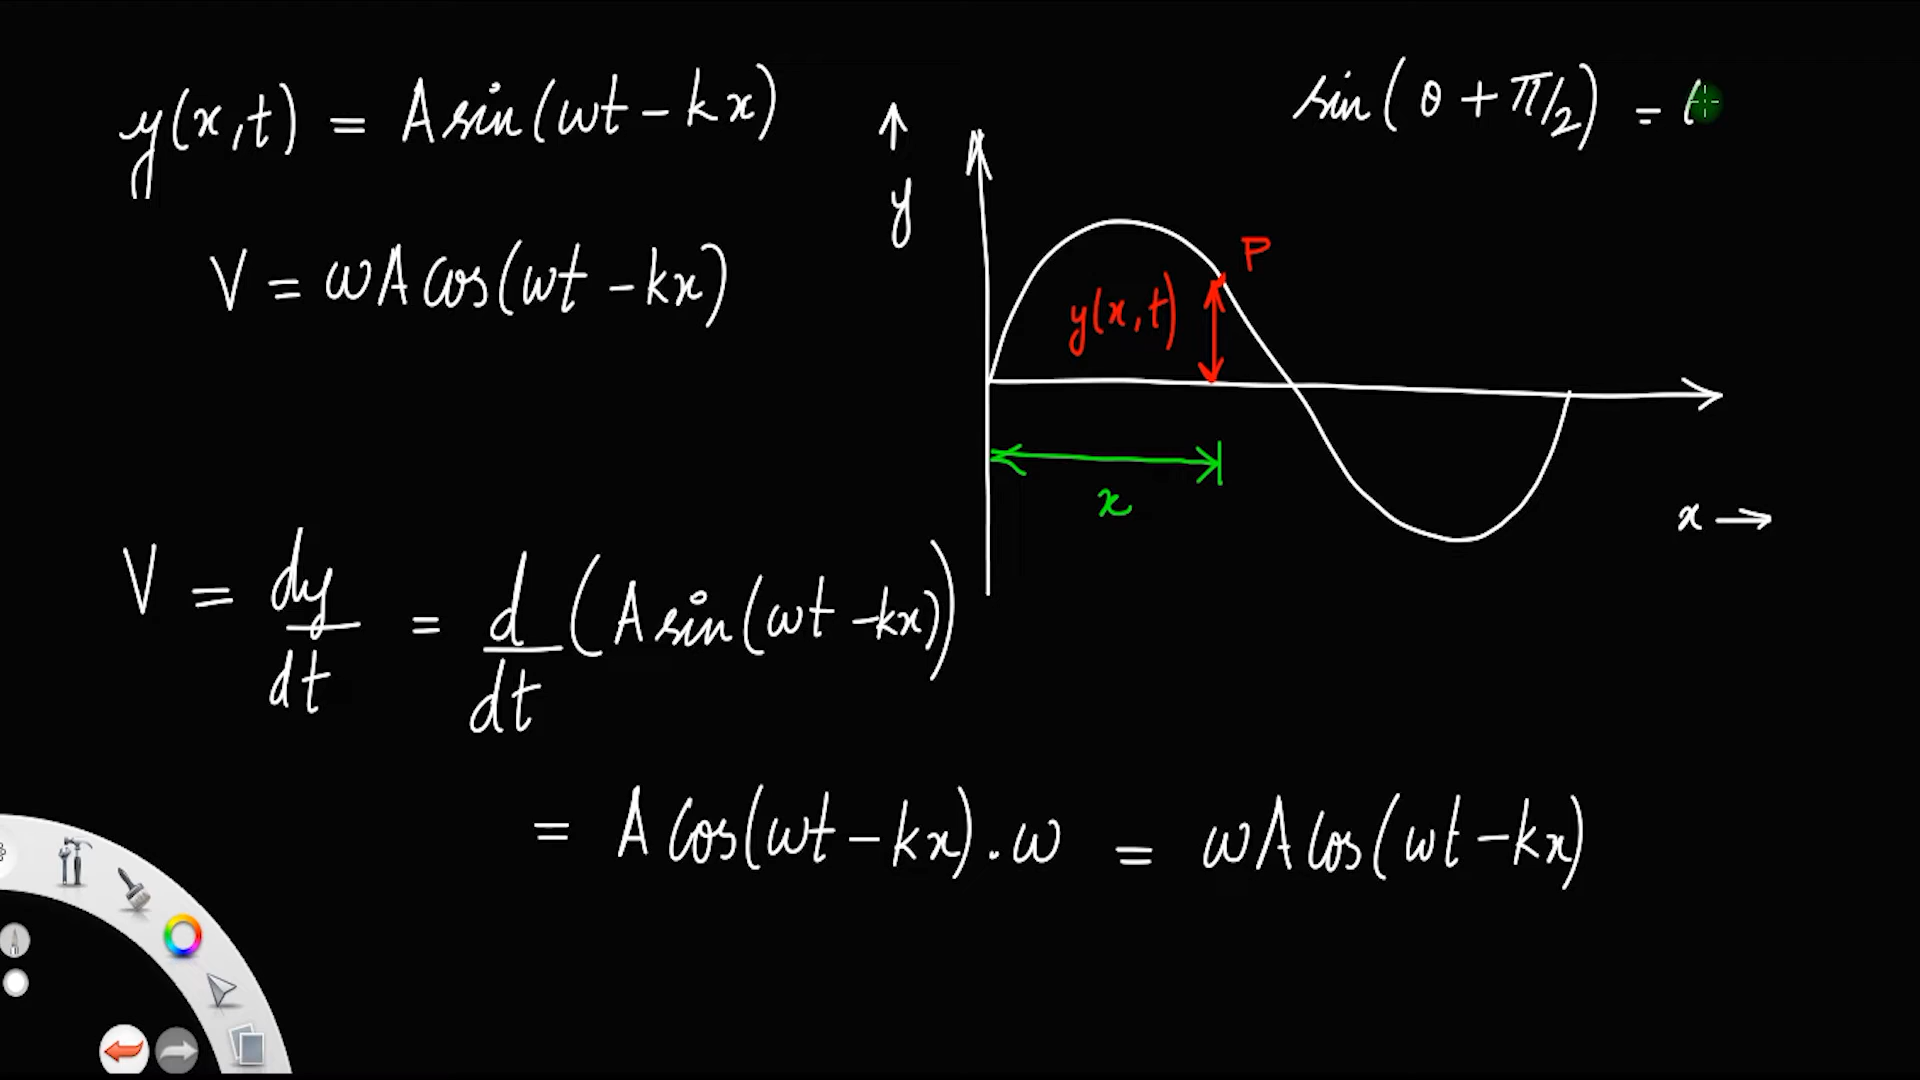 y(x,t) = A sin(ωt - kx)
sin(θ + π/2) = (
V = ωA Cos(ωt - kx)
y
P
y(x,t)
x
x →
V = dy/dt = d/dt (A sin(ωt - kx))
= A Cos(ωt - kx) . ω = ωA Cos(ωt - kx)